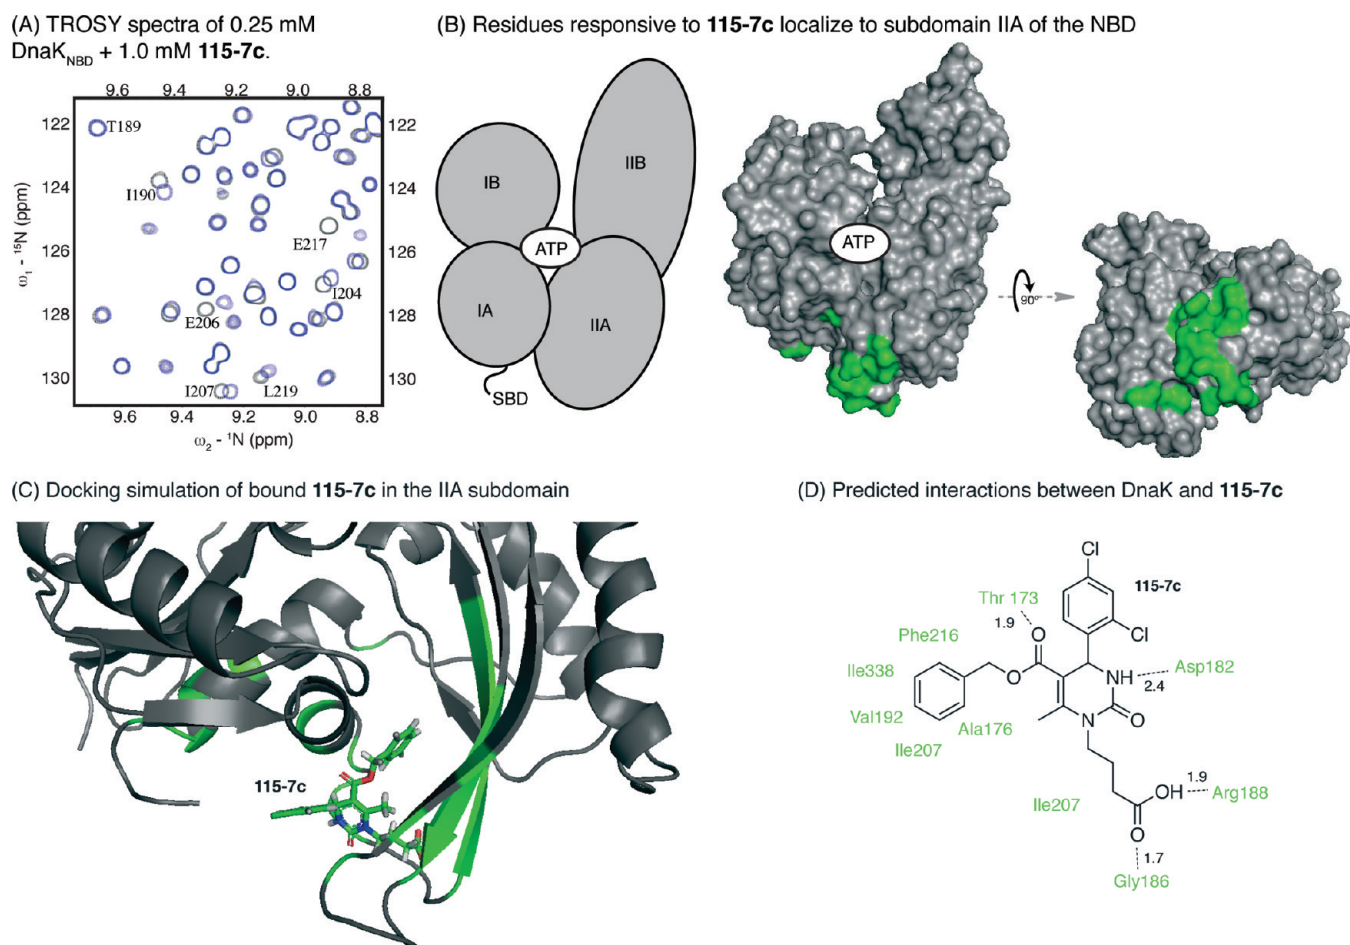 (A) TROSY spectra of 0.25 mM
DnaK_NBD + 1.0 mM 115-7c.
(B) Residues responsive to 115-7c localize to subdomain IIA of the NBD
9.6 9.4 9.2 9.0 8.8
122
124
126
128
130
122
124
126
128
130
T189
I190
E217
I204
E206
I207
L219
9.6 9.4 9.2 9.0 8.8
ω1 - 15N (ppm)
ω2 - 1N (ppm)
IB
IIB
ATP
IA
IIA
SBD
ATP
90°
(C) Docking simulation of bound 115-7c in the IIA subdomain
115-7c
(D) Predicted interactions between DnaK and 115-7c
Cl
115-7c
Thr 173
1.9
O
Cl
Phe216
Ile338
O
NH
Asp182
2.4
Val192
Ala176
N
O
Ile207
Ile207
1.9
OH
Arg188
O
1.7
Gly186